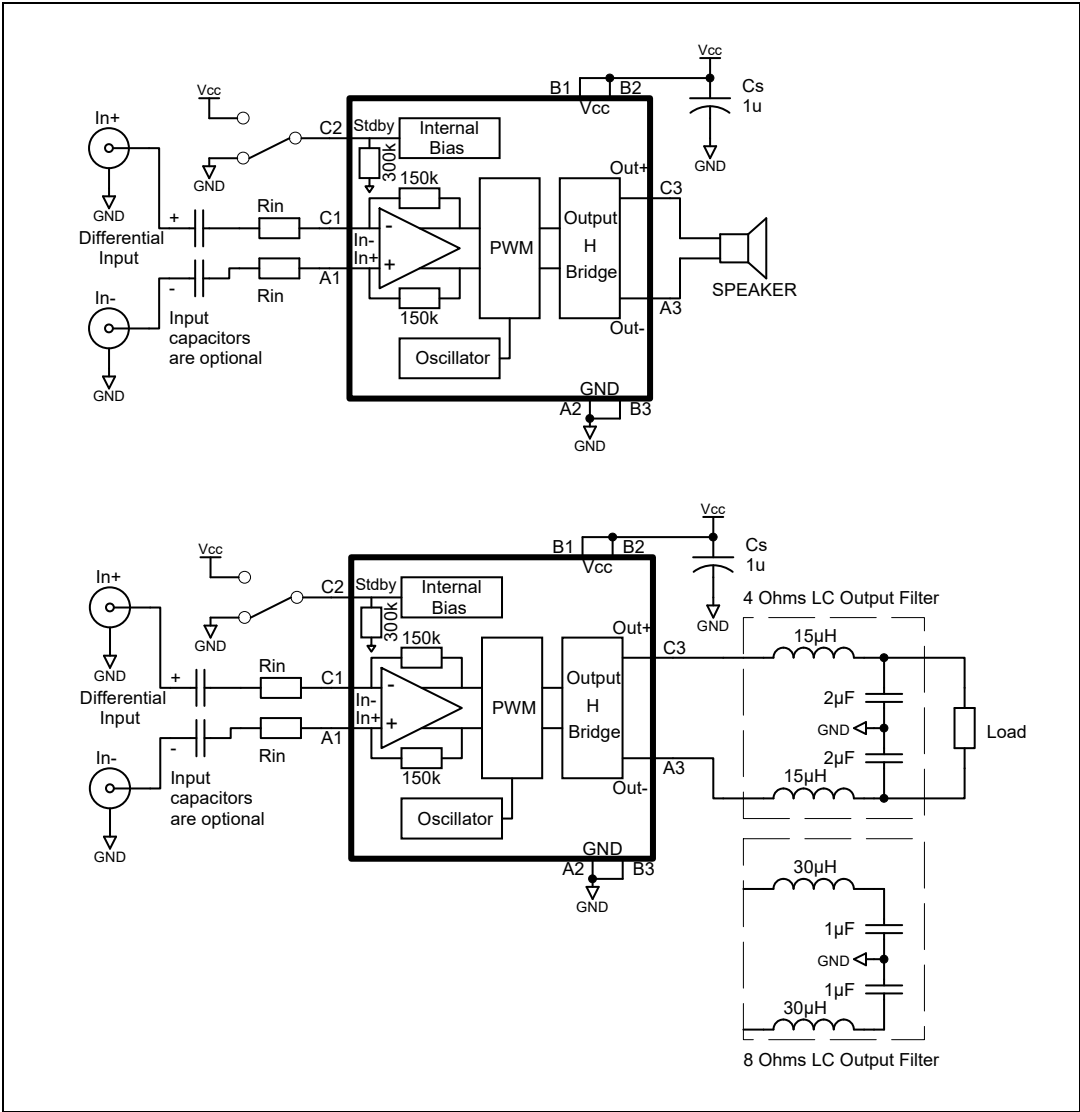 Vcc
B1
B2
Vcc
Cs
1u
GND
Vcc
In+
C2
Stdby
Internal
Bias
300k
GND
GND
150k
Out+
C3
+
Rin
C1
Differential
Input
In-
In+
-
+
PWM
Output
H
Bridge
SPEAKER
-
Rin
A1
In-
Input
capacitors
are optional
150k
A3
Out-
Oscillator
GND
GND
A2
B3
GND
Vcc
B1
B2
Vcc
Cs
1u
GND
Vcc
In+
C2
Stdby
Internal
Bias
300k
GND
GND
4 Ohms LC Output Filter
150k
Out+
C3
15µH
+
Rin
C1
Differential
Input
In-
In+
-
+
PWM
Output
H
Bridge
2µF
GND
2µF
Load
-
Rin
A1
In-
Input
capacitors
are optional
150k
A3
Out-
15µH
Oscillator
GND
GND
A2
B3
GND
30µH
1µF
GND
1µF
30µH
8 Ohms LC Output Filter